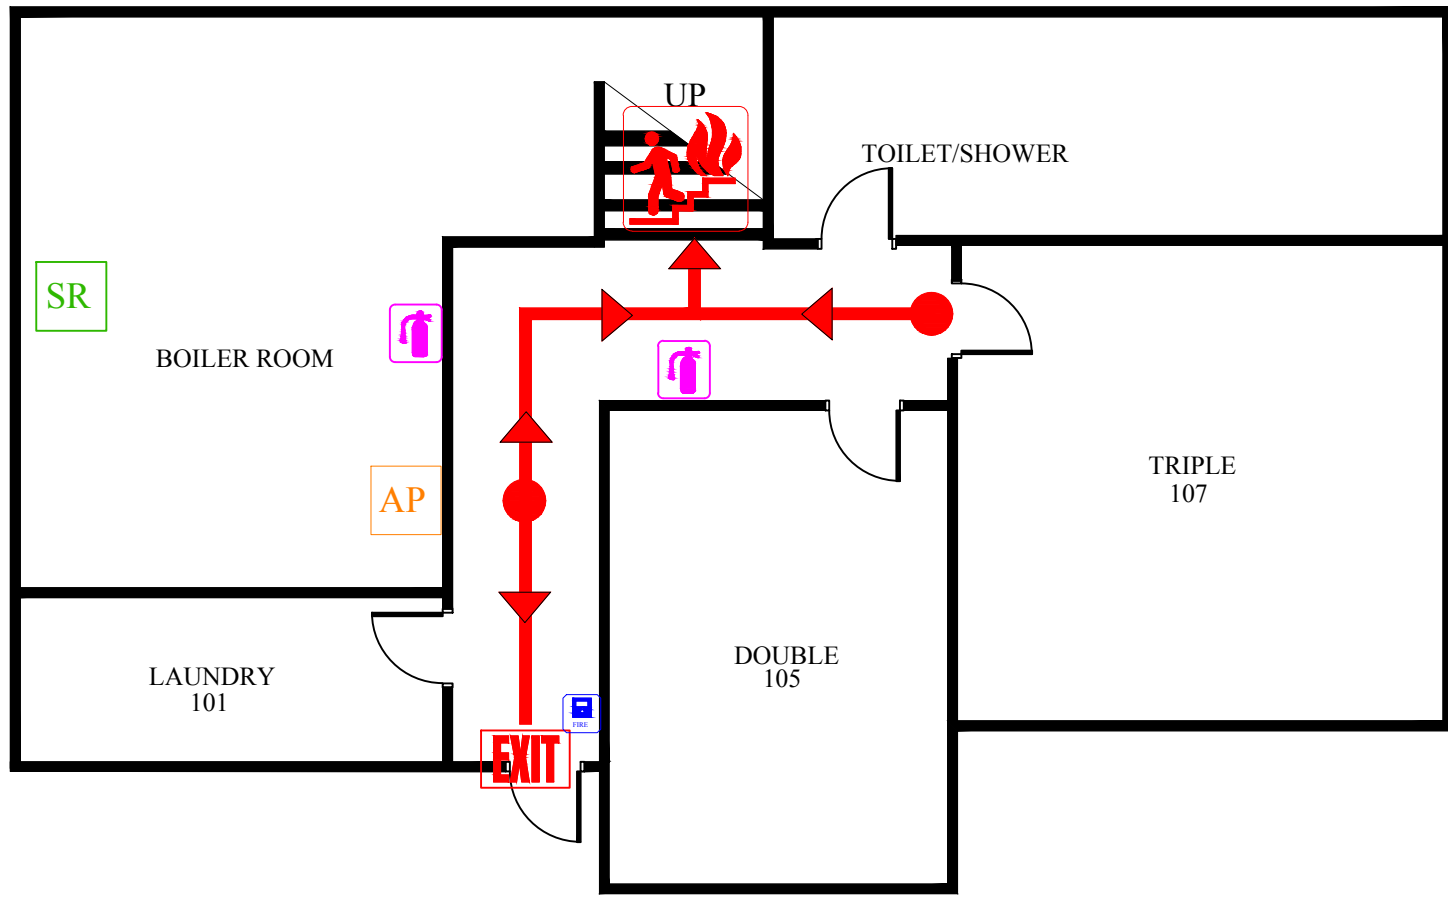 UP
TOILET/SHOWER
SR
BOILER ROOM
TRIPLE
107
AP
DOUBLE
105
LAUNDRY
101
FIRE
EXIT